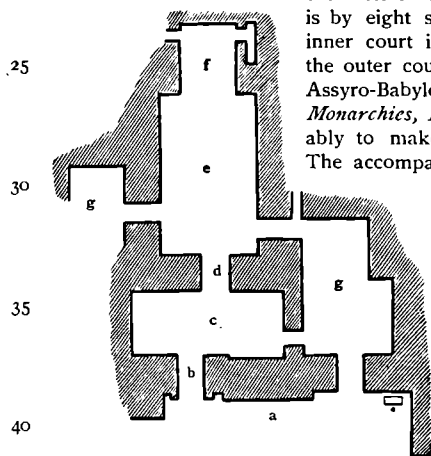 is by eight s
inner court i
the outer cou
Assyro-Babyl
Monarchies,
ably to mak
The accompa
25
f
e
30
g
d
g
c
35
b
a
40